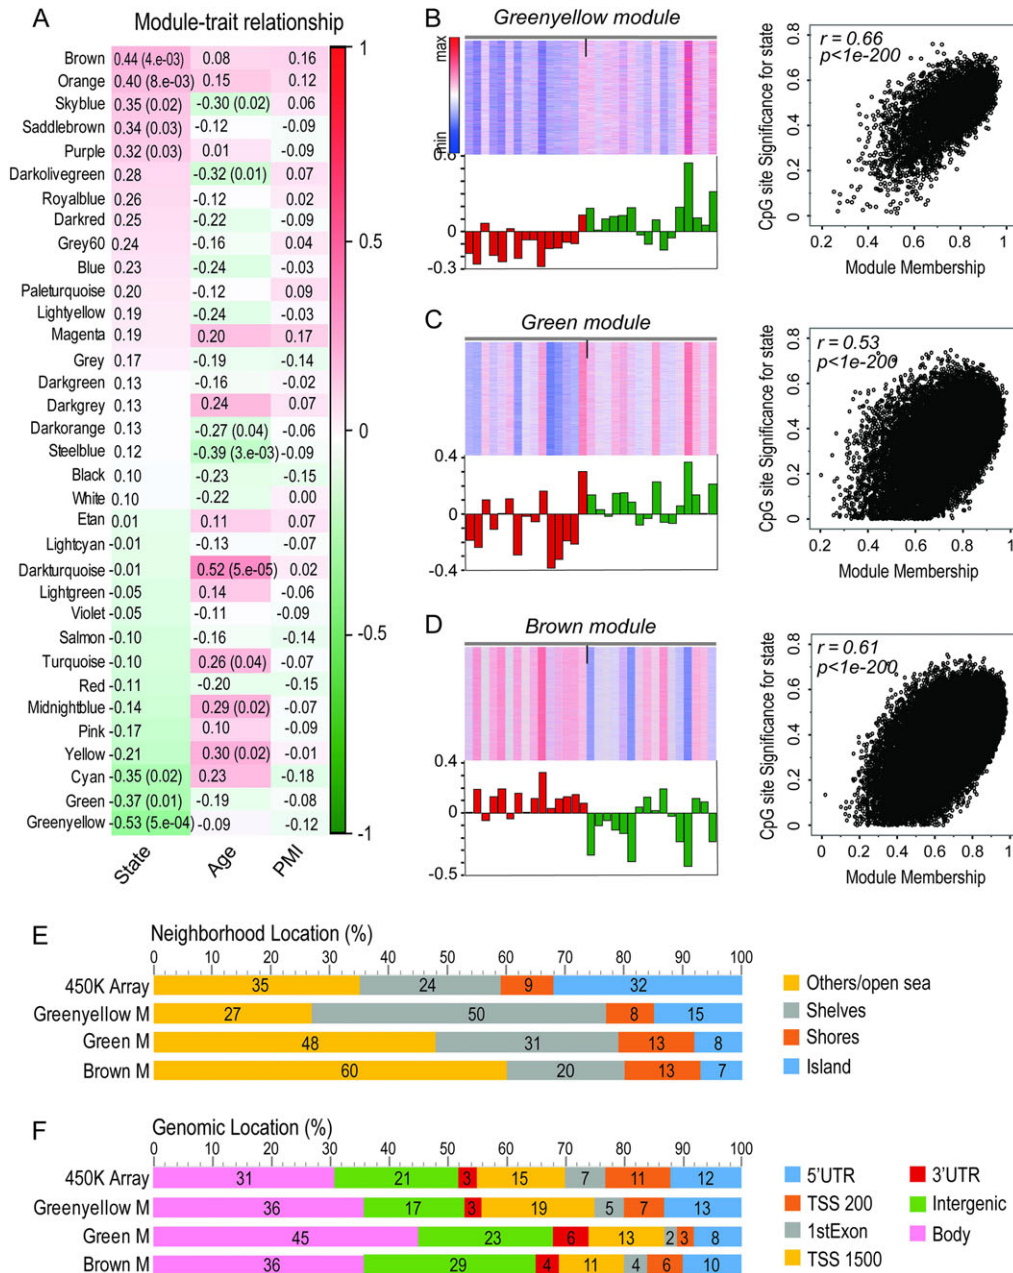 A
Module-trait relationship
Brown 0.44 (4.e-03) 0.08 0.16
Orange 0.40 (8.e-03) 0.15 0.12
Skyblue 0.35 (0.02) -0.30 (0.02) 0.06
Saddlebrown 0.34 (0.03) -0.12 -0.09
Purple 0.32 (0.03) 0.01 -0.09
Darkolivegreen 0.28 -0.32 (0.01) 0.07
Royalblue 0.26 -0.12 0.02
Darkred 0.25 -0.22 -0.09
Grey60 0.24 -0.16 0.04
Blue 0.23 -0.24 -0.03
Paleturquoise 0.20 -0.12 0.09
Lightyellow 0.19 -0.24 -0.03
Magenta 0.19 0.20 0.17
Grey 0.17 -0.19 -0.14
Darkgreen 0.13 -0.16 -0.02
Darkgrey 0.13 0.24 0.07
Darkorange 0.13 -0.27 (0.04) -0.06
Steelblue 0.12 -0.39 (3.e-03) -0.09
Black 0.10 -0.23 -0.15
White 0.10 -0.22 0.00
Etan 0.01 0.11 0.07
Lightcyan -0.01 -0.13 -0.07
Darkturquoise -0.01 0.52 (5.e-05) 0.02
Lightgreen -0.05 0.14 -0.06
Violet -0.05 -0.11 -0.09
Salmon -0.10 -0.16 -0.14
Turquoise -0.10 0.26 (0.04) -0.07
Red -0.11 -0.20 -0.15
Midnightblue -0.14 0.29 (0.02) -0.07
Pink -0.17 0.10 -0.09
Yellow -0.21 0.30 (0.02) -0.01
Cyan -0.35 (0.02) 0.23 -0.18
Green -0.37 (0.01) -0.19 -0.08
Greenyellow -0.53 (5.e-04) -0.09 -0.12
State Age PMI
1
0.5
0
-0.5
-1
B
Greenyellow module
max
min
0.6
0
-0.3
r = 0.66
p<1e-200
CpG site Significance for state
0.8
0.6
0.4
0.2
0
0.2 0.4 0.6 0.8 1
Module Membership
C
Green module
0.4
0
-0.4
r = 0.53
p<1e-200
CpG site Significance for state
0.8
0.6
0.4
0.2
0
0.2 0.4 0.6 0.8 1
Module Membership
D
Brown module
0.4
0
-0.5
r = 0.61
p<1e-200
CpG site Significance for state
0.8
0.6
0.4
0.2
0
0 0.2 0.4 0.6 0.8 1
Module Membership
E
Neighborhood Location (%)
0 10 20 30 40 50 60 70 80 90 100
450K Array 35 24 9 32
Greenyellow M 27 50 8 15
Green M 48 31 13 8
Brown M 60 20 13 7
Others/open sea
Shelves
Shores
Island
F
Genomic Location (%)
0 10 20 30 40 50 60 70 80 90 100
450K Array 31 21 3 15 7 11 12
Greenyellow M 36 17 3 19 5 7 13
Green M 45 23 6 13 2 3 8
Brown M 36 29 4 11 4 6 10
5'UTR 3'UTR
TSS 200 Intergenic
1stExon Body
TSS 1500